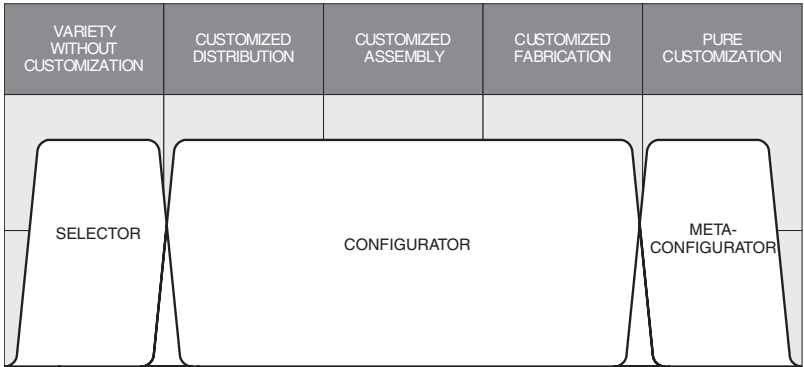 VARIETY
WITHOUT
CUSTOMIZATION
CUSTOMIZED
DISTRIBUTION
CUSTOMIZED
ASSEMBLY
CUSTOMIZED
FABRICATION
PURE
CUSTOMIZATION
SELECTOR
CONFIGURATOR
META-
CONFIGURATOR